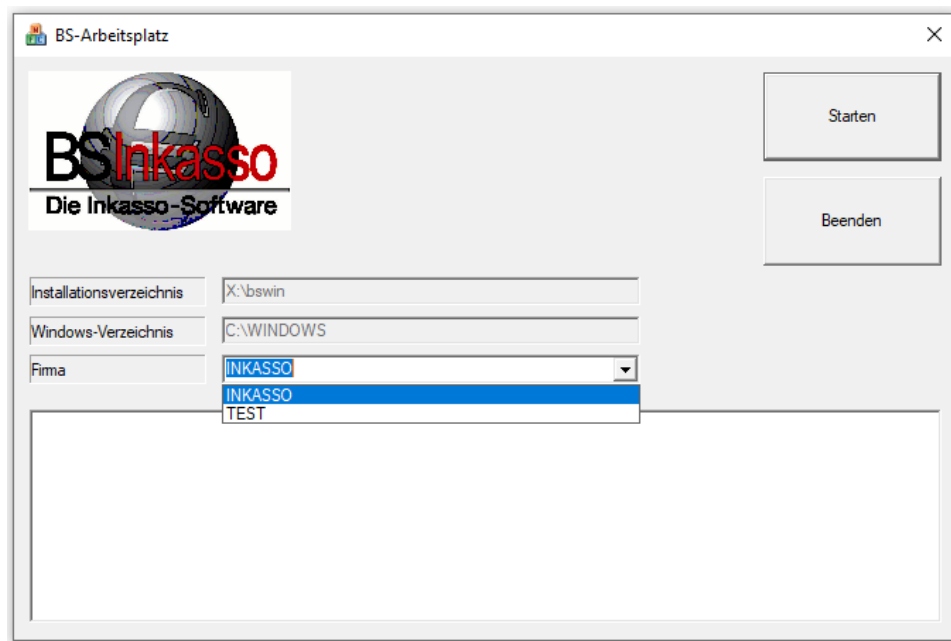 BS-Arbeitsplatz
BSInkasso
Die Inkasso-Software
Starten
Beenden
Installationsverzeichnis X:\bswin
Windows-Verzeichnis C:\WINDOWS
Firma INKASSO
INKASSO
TEST